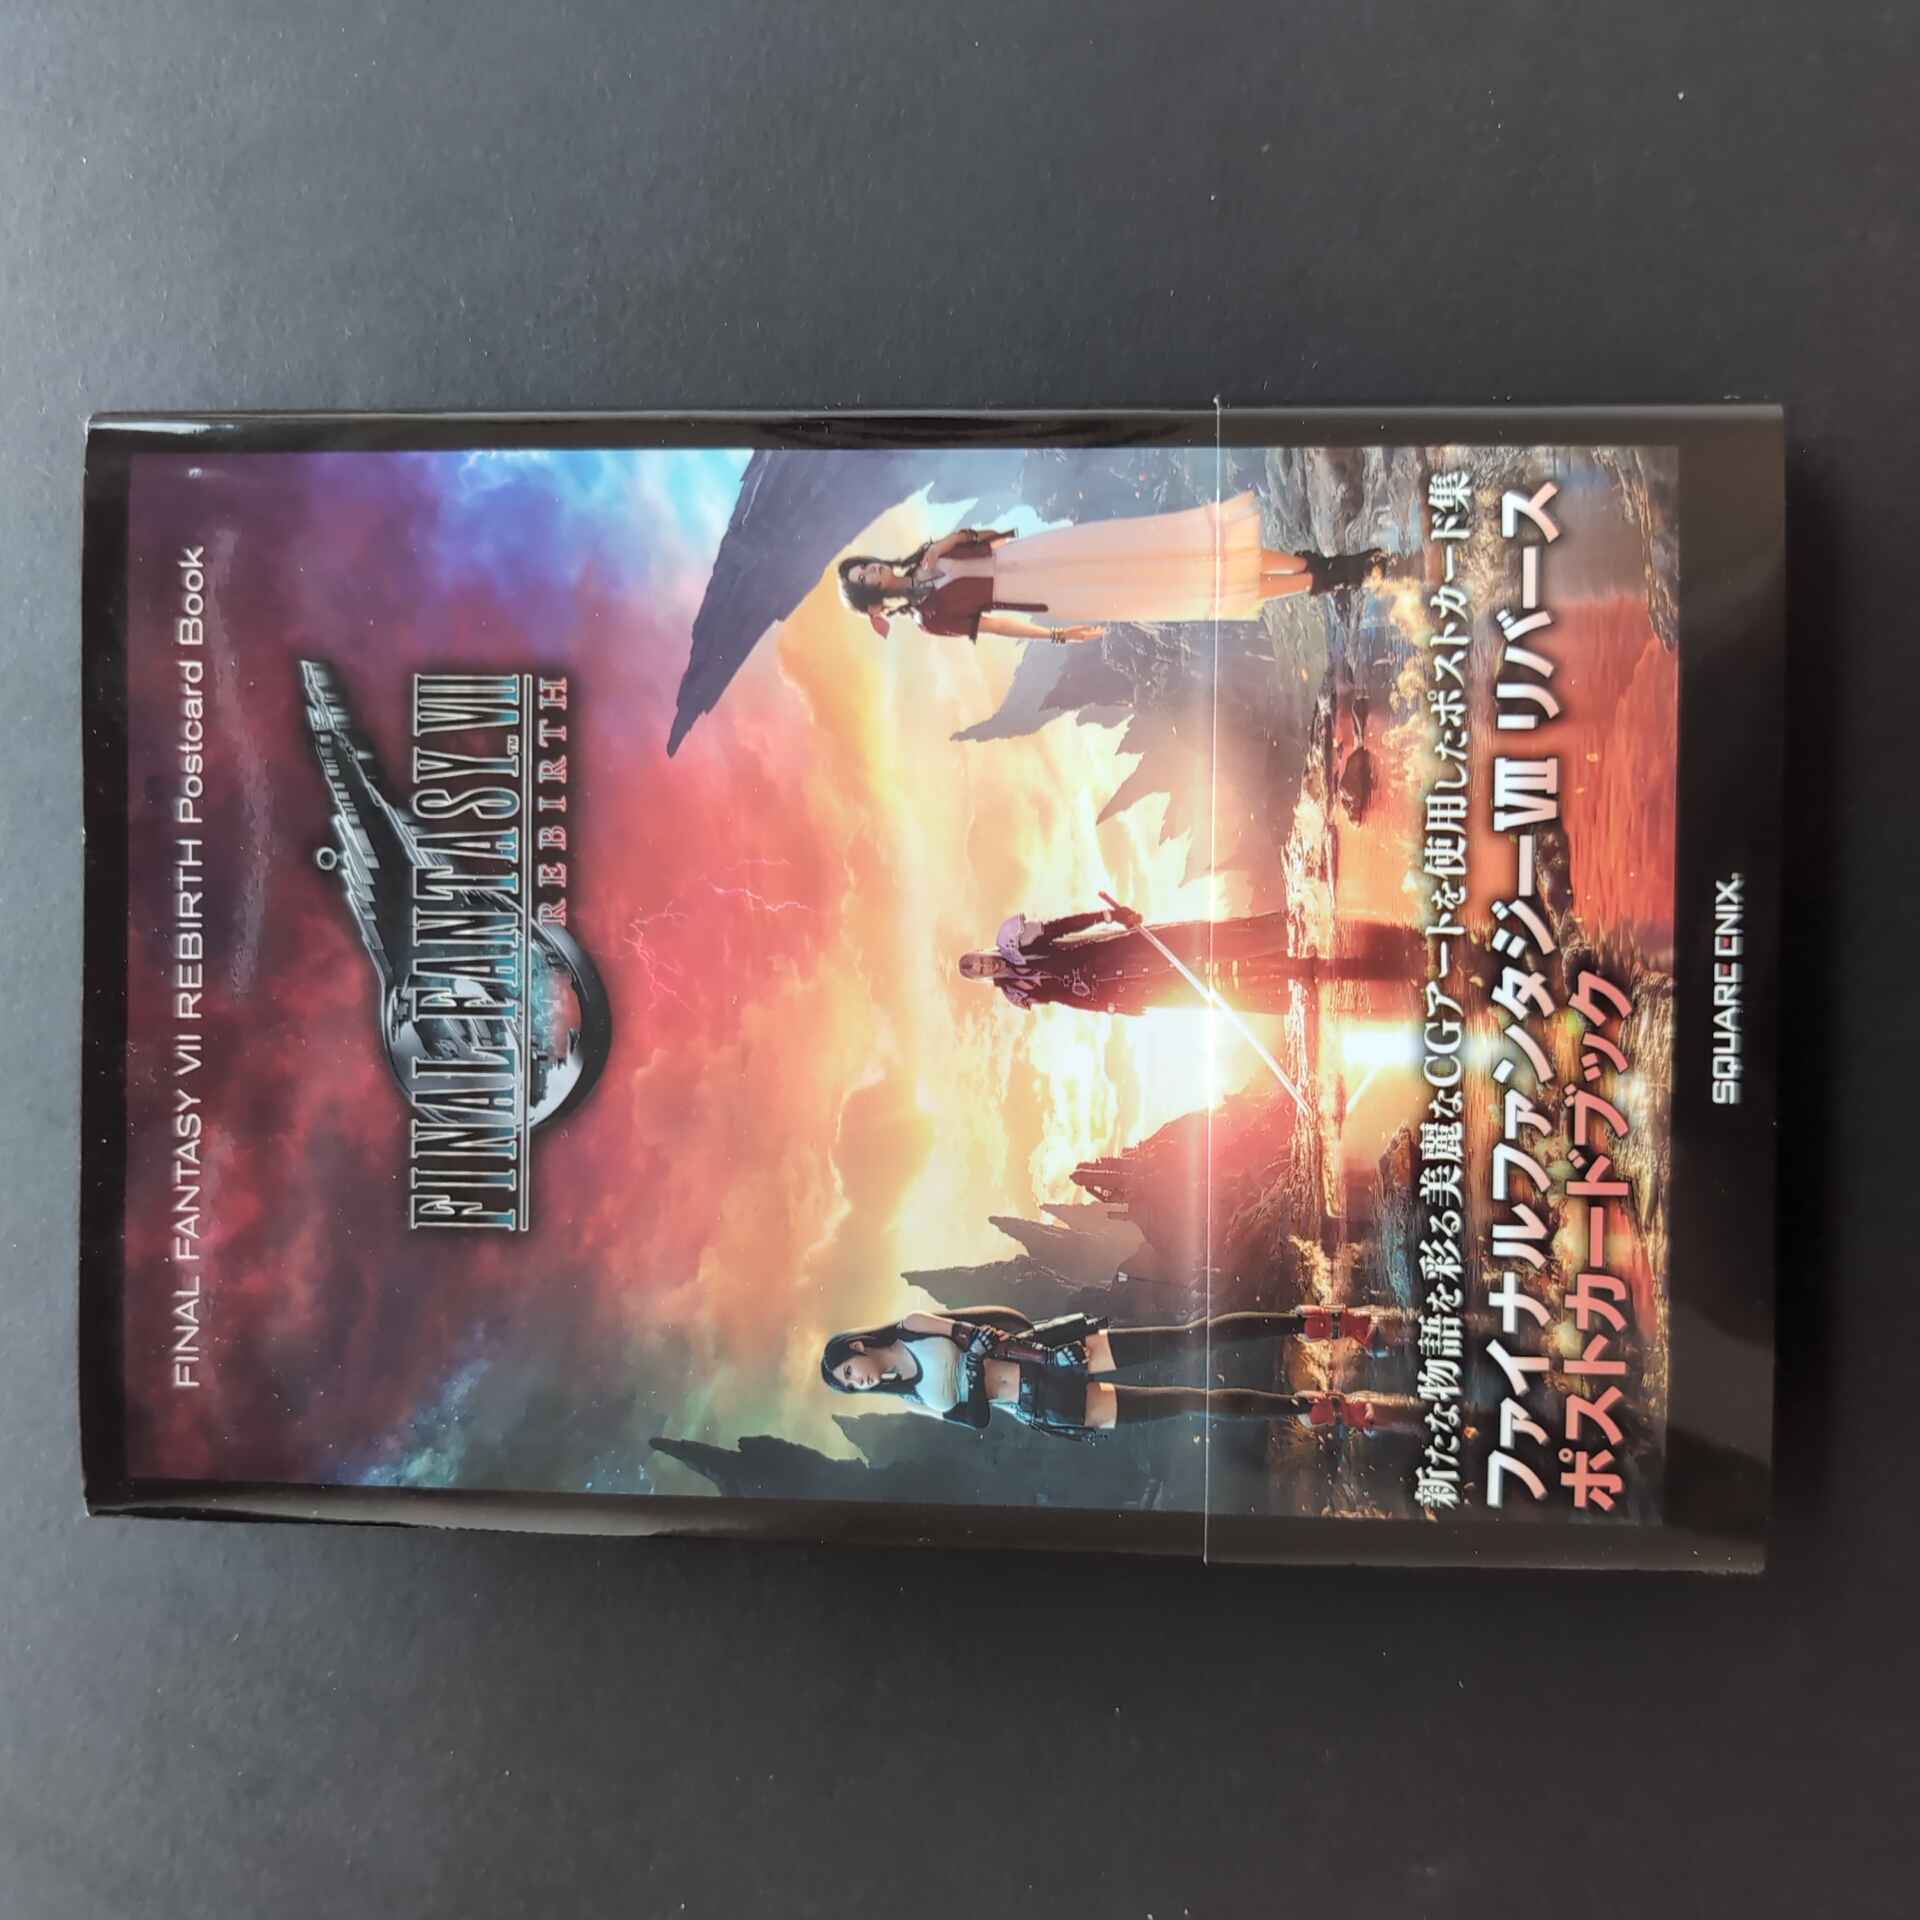 FINAL FANTASY VII REBIRTH Postcard Book
FINAL FANTASY VII
TM
REBIRTH
新たな物語を彩る美麗なCGアートを使用したポストカード集
ファイナルファンタジーVII リバース
ポストカードブック
SQUARE ENIX®